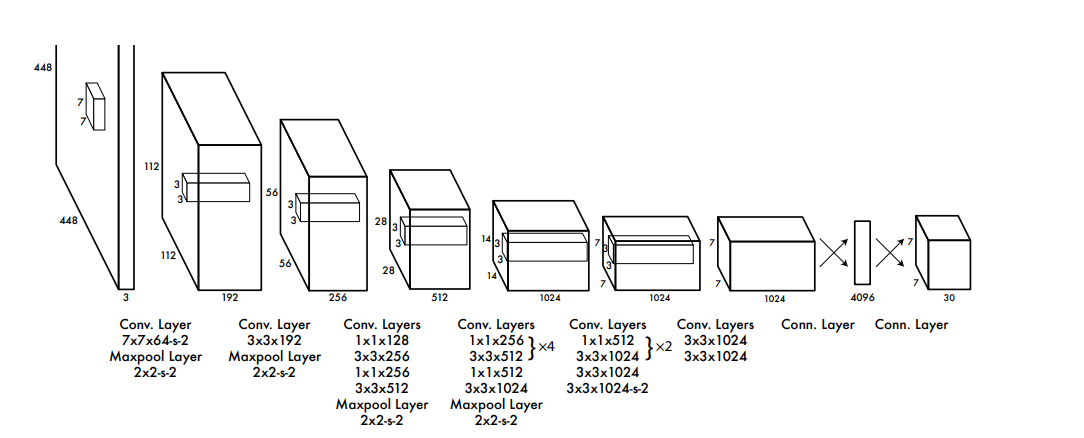 448
7
7
448
3
112
3
3
112
192
56
3
3
56
256
28
3
3
28
512
14
3
3
14
1024
7
3
3
7
1024
7
7
1024
4096
7
7
30
Conv. Layer
7x7x64-s-2
Maxpool Layer
2x2-s-2
Conv. Layer
3x3x192
Maxpool Layer
2x2-s-2
Conv. Layers
1x1x128
3x3x256
1x1x256
3x3x512
Maxpool Layer
2x2-s-2
Conv. Layers
1x1x256
3x3x512
}×4
1x1x512
3x3x1024
Maxpool Layer
2x2-s-2
Conv. Layers
1x1x512
3x3x1024
}×2
3x3x1024
3x3x1024-s-2
Conv. Layers
3x3x1024
3x3x1024
Conn. Layer
Conn. Layer